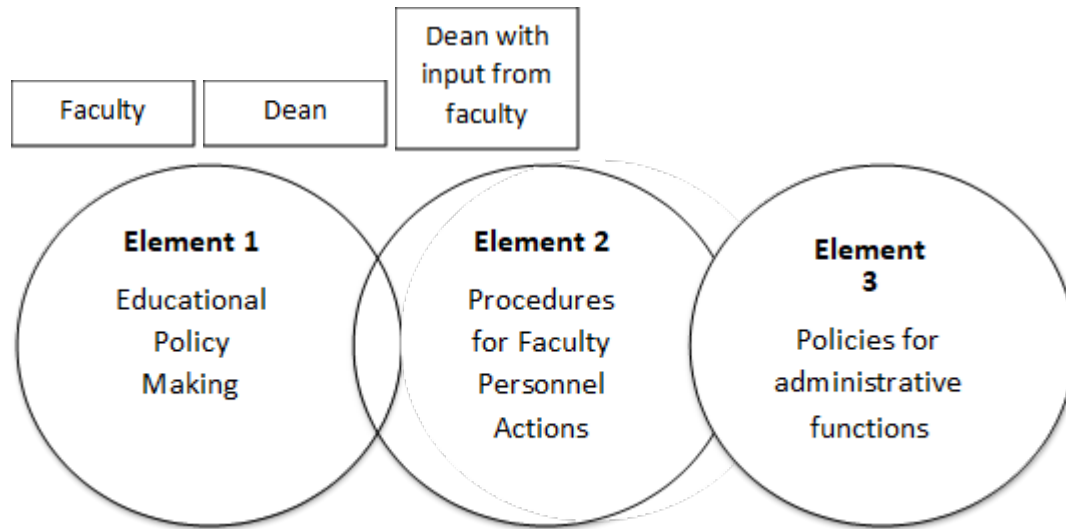 Faculty
Dean
Dean with
input from
faculty
Element 1
Educational
Policy
Making
Element 2
Procedures
for Faculty
Personnel
Actions
Element
3
Policies for
administrative
functions